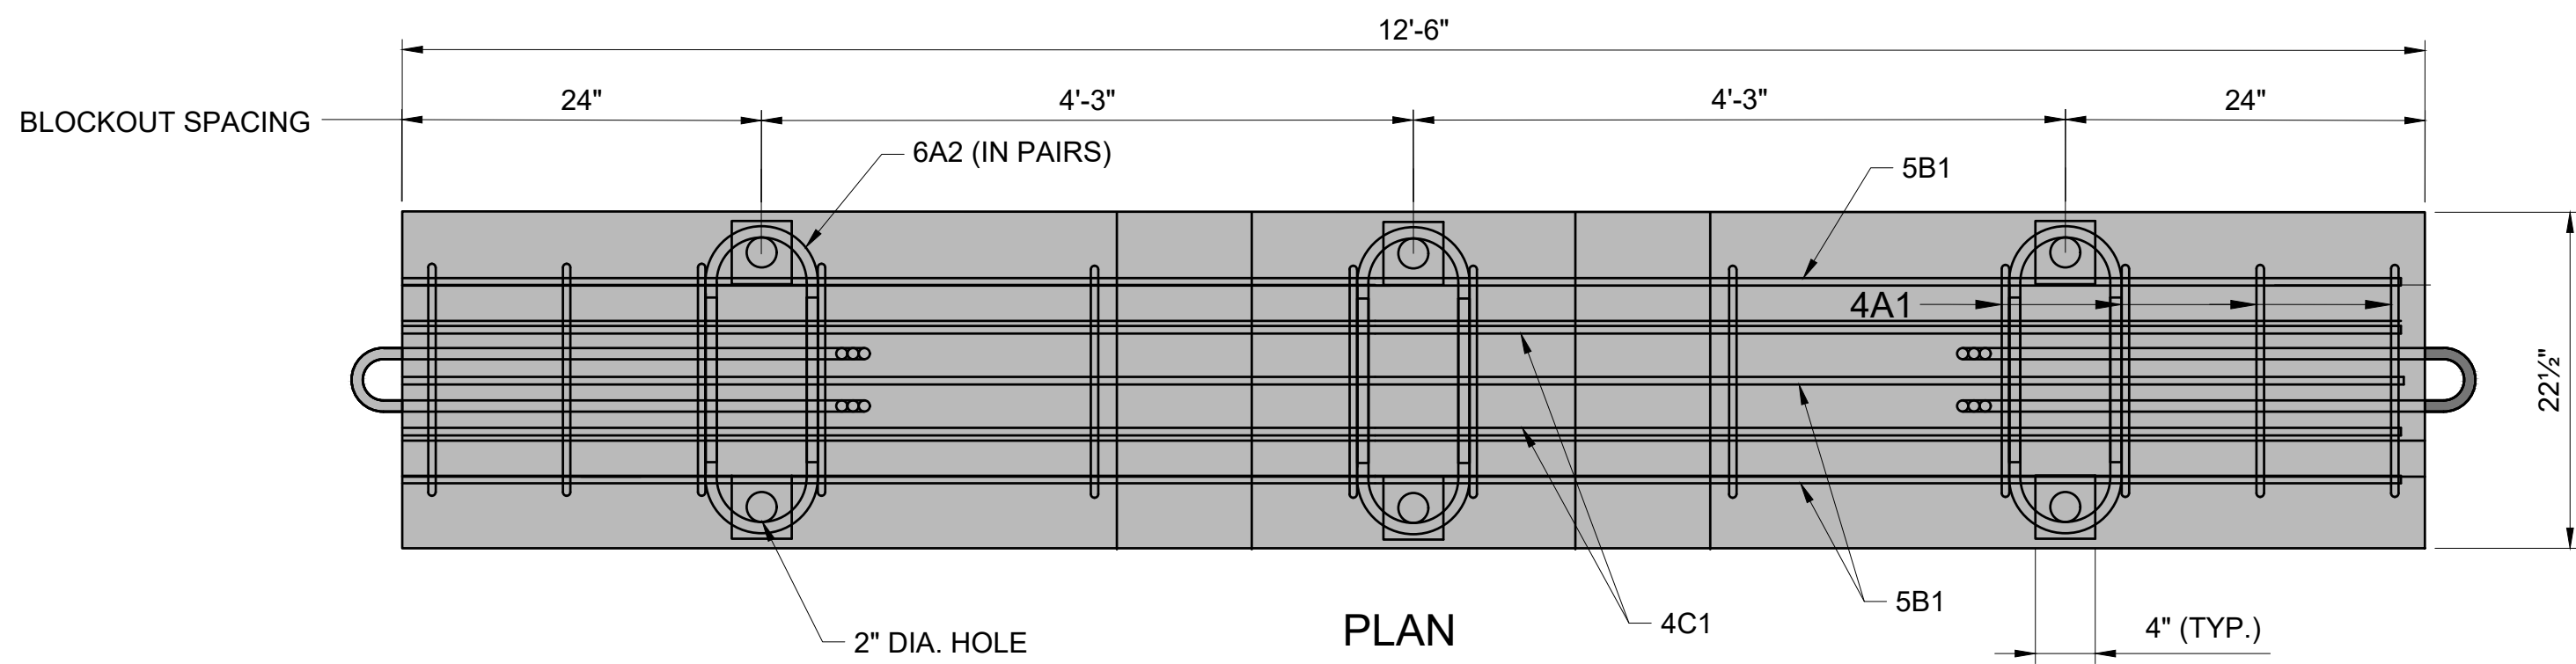 12'-6"
24"
4'-3"
4'-3"
24"
BLOCKOUT SPACING
6A2 (IN PAIRS)
5B1
4A1
22½"
5B1
4C1
PLAN
4" (TYP.)
2" DIA. HOLE